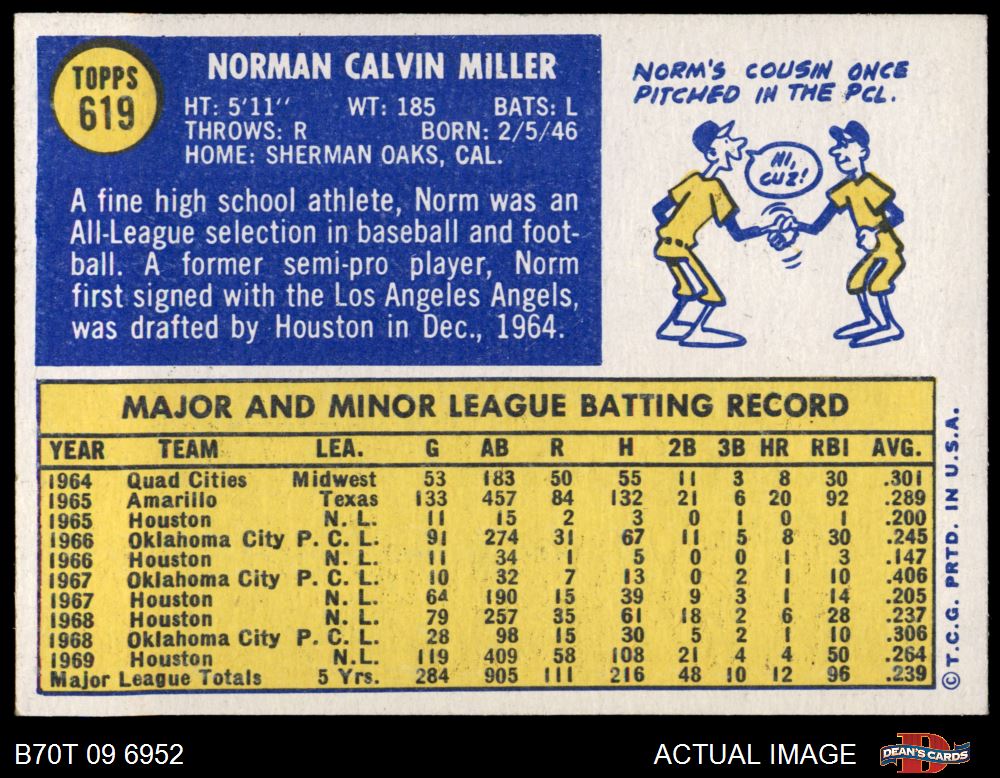 TOPPS
619
NORMAN CALVIN MILLER
HT: 5'11" WT: 185 BATS: L
THROWS: R BORN: 2/5/46
HOME: SHERMAN OAKS, CAL.
A fine high school athlete, Norm was an
All-League selection in baseball and foot-
ball. A former semi-pro player, Norm
first signed with the Los Angeles Angels,
was drafted by Houston in Dec., 1964.
NORM'S COUSIN ONCE
PITCHED IN THE PCL.
HI,
CUZ!
MAJOR AND MINOR LEAGUE BATTING RECORD
YEAR TEAM LEA. G AB R H 2B 3B HR RBI AVG.
1964 Quad Cities Midwest 53 183 50 55 11 3 8 30 .301
1965 Amarillo Texas 133 457 84 132 21 6 20 92 .289
1965 Houston N. L. 11 15 2 3 0 1 0 1 .200
1966 Oklahoma City P. C. L. 91 274 31 67 11 5 8 30 .245
1966 Houston N. L. 11 34 1 5 0 0 1 3 .147
1967 Oklahoma City P. C. L. 10 32 7 13 0 2 1 10 .406
1967 Houston N. L. 64 190 15 39 9 3 1 14 .205
1968 Houston N. L. 79 257 35 61 18 2 6 28 .237
1968 Oklahoma City P. C. L. 28 98 15 30 5 2 1 10 .306
1969 Houston N.L. 119 409 58 108 21 4 4 50 .264
Major League Totals 5 Yrs. 284 905 111 216 48 10 12 96 .239
© T.C.G. PRTD. IN U.S.A.
B70T 09 6952 ACTUAL IMAGE
DEAN'S CARDS